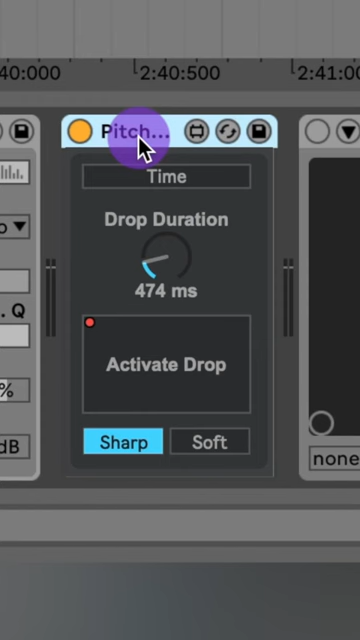 40:000
2:40:500
2:41:0
Pitch...
Time
Drop Duration
474 ms
. Q
Activate Drop
%
Sharp
Soft
dB
none